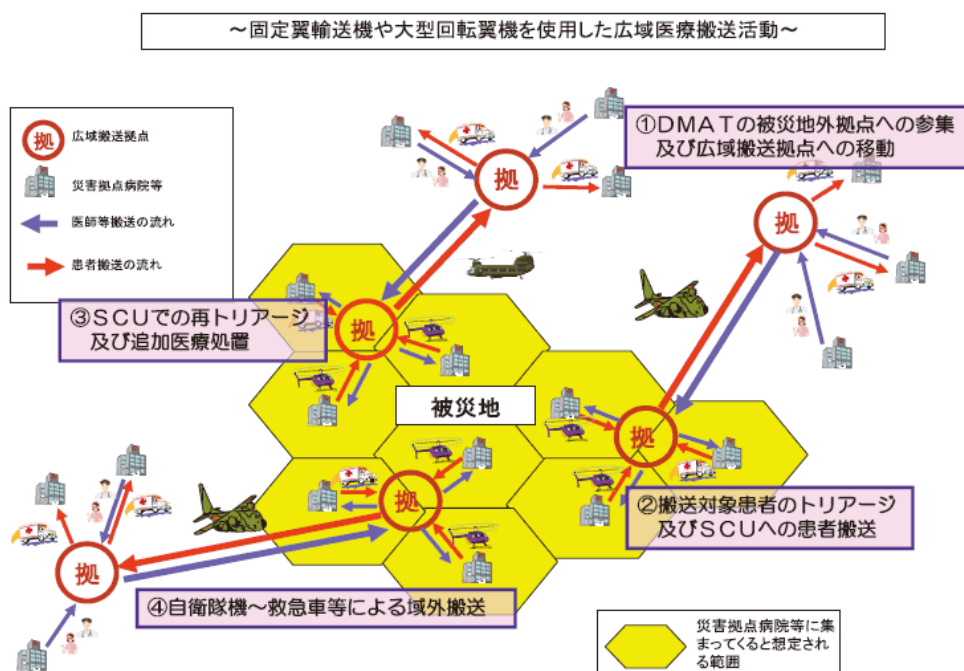 ～固定翼輸送機や大型回転翼機を使用した広域医療搬送活動～
拠
広域搬送拠点
災害拠点病院等
医師等搬送の流れ
患者搬送の流れ
拠
①DMATの被災地外拠点への参集
及び広域搬送拠点への移動
拠
③SCUでの再トリアージ
及び追加医療処置
拠
被災地
拠
②搬送対象患者のトリアージ
及びSCUへの患者搬送
拠
拠
④自衛隊機～救急車等による域外搬送
災害拠点病院等に集
まってくると想定され
る範囲